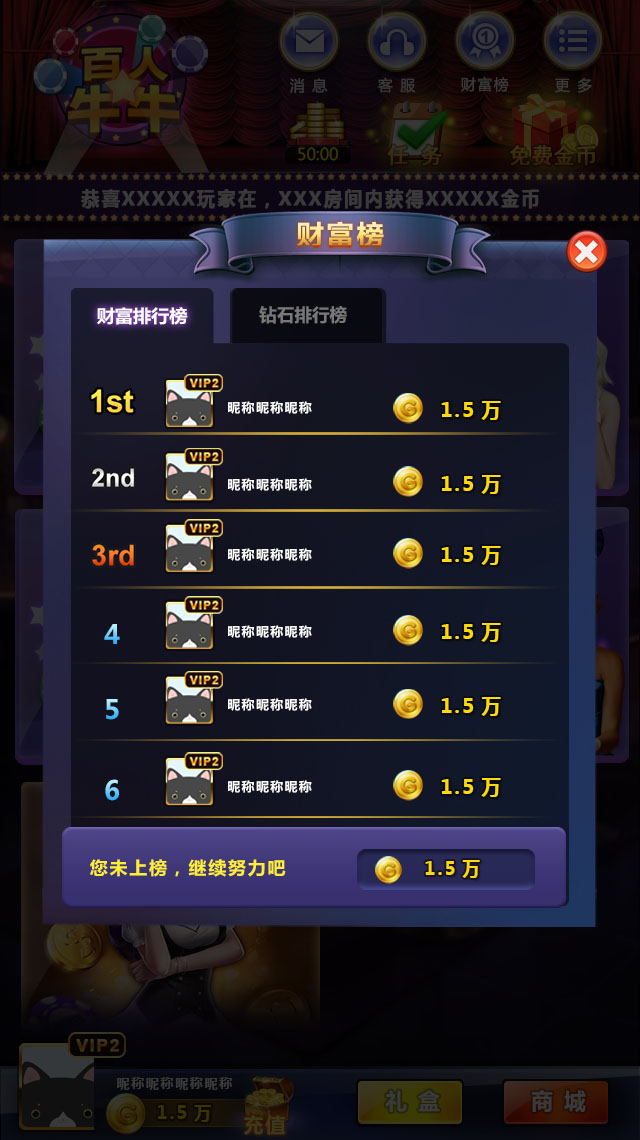 百人
牛牛
消息
客服
财富榜
更多
50:00
任务
免费金币
恭喜XXXXX玩家在，XXX房间内获得XXXXX金币
财富榜
财富排行榜
钻石排行榜
1st
VIP2
昵称昵称昵称
G
1.5 万
2nd
VIP2
昵称昵称昵称
G
1.5 万
3rd
VIP2
昵称昵称昵称
G
1.5 万
4
VIP2
昵称昵称昵称
G
1.5 万
5
VIP2
昵称昵称昵称
G
1.5 万
6
VIP2
昵称昵称昵称
G
1.5 万
您未上榜，继续努力吧
G
1.5 万
VIP2
昵称昵称昵称昵称
G
1.5 万
充值
礼盒
商城